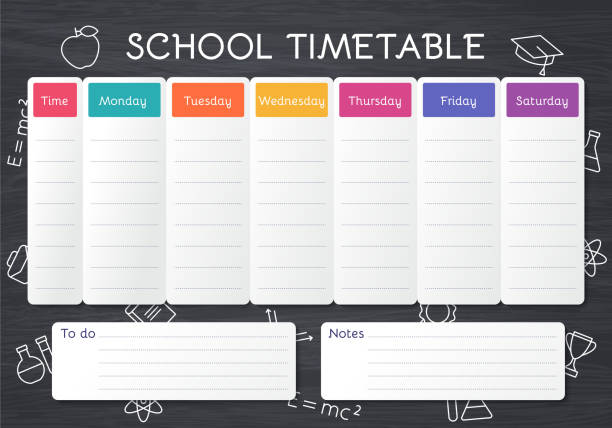 SCHOOL TIMETABLE
Time Monday Tuesday Wednesday Thursday Friday Saturday
E=mc²
To do
Notes
E=mc²